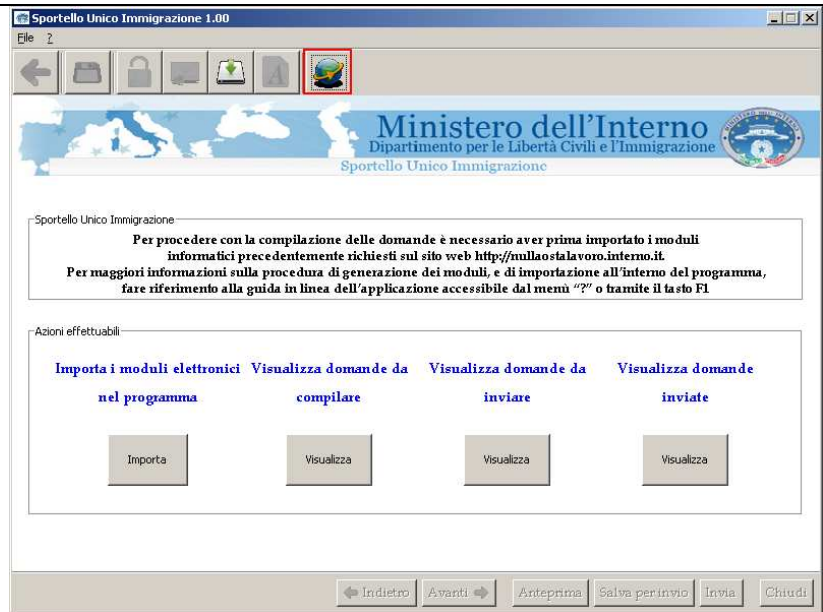 Sportello Unico Immigrazione 1.00
File ?
A
Ministero dell'Interno
Dipartimento per le Libertà Civili e l'Immigrazione
Sportello Unico Immigrazione
Sportello Unico Immigrazione
Per procedere con la compilazione delle domande è necessario aver prima importato i moduli
informatici precedentemente richiesti sul sito web http://nullaostalavoro.interno.it.
Per maggiori informazioni sulla procedura di generazione dei moduli, e di importazione all'interno del programma,
fare riferimento alla guida in linea dell'applicazione accessibile dal menù "?" o tramite il tasto F1
Azioni effettuabili
Importa i moduli elettronici nel programma
Visualizza domande da compilare
Visualizza domande da inviare
Visualizza domande inviate
Importa
Visualizza
Visualizza
Visualizza
Indietro
Avanti
Anteprima
Salva per invio
Invia
Chiudi